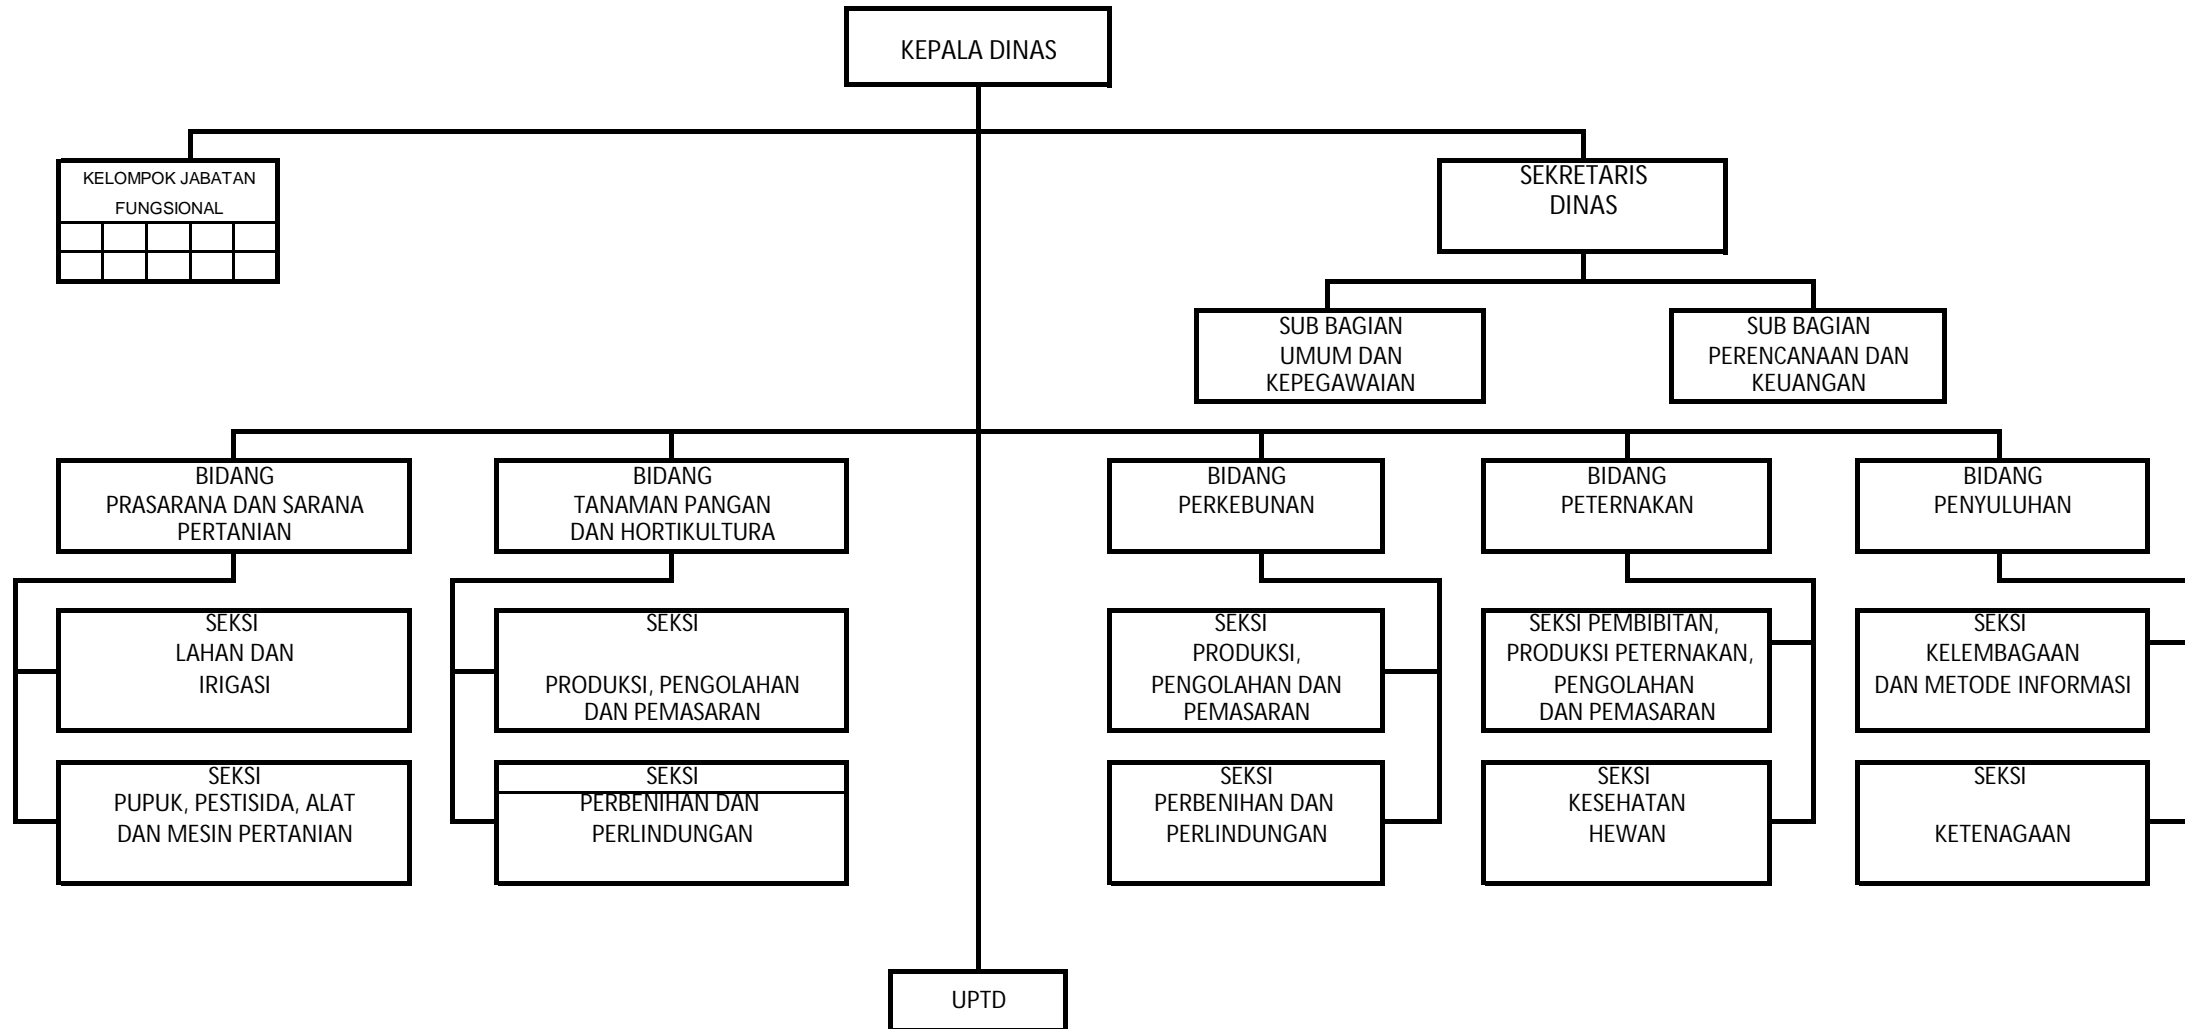 KEPALA DINAS
KELOMPOK JABATAN
FUNGSIONAL
SEKRETARIS
DINAS
SUB BAGIAN
UMUM DAN
KEPEGAWAIAN
SUB BAGIAN
PERENCANAAN DAN
KEUANGAN
BIDANG
PRASARANA DAN SARANA
PERTANIAN
BIDANG
TANAMAN PANGAN
DAN HORTIKULTURA
BIDANG
PERKEBUNAN
BIDANG
PETERNAKAN
BIDANG
PENYULUHAN
SEKSI
LAHAN DAN
IRIGASI
SEKSI
PRODUKSI, PENGOLAHAN
DAN PEMASARAN
SEKSI
PRODUKSI,
PENGOLAHAN DAN
PEMASARAN
SEKSI PEMBIBITAN,
PRODUKSI PETERNAKAN,
PENGOLAHAN
DAN PEMASARAN
SEKSI
KELEMBAGAAN
DAN METODE INFORMASI
SEKSI
PUPUK, PESTISIDA, ALAT
DAN MESIN PERTANIAN
SEKSI
PERBENIHAN DAN
PERLINDUNGAN
SEKSI
PERBENIHAN DAN
PERLINDUNGAN
SEKSI
KESEHATAN
HEWAN
SEKSI
KETENAGAAN
UPTD